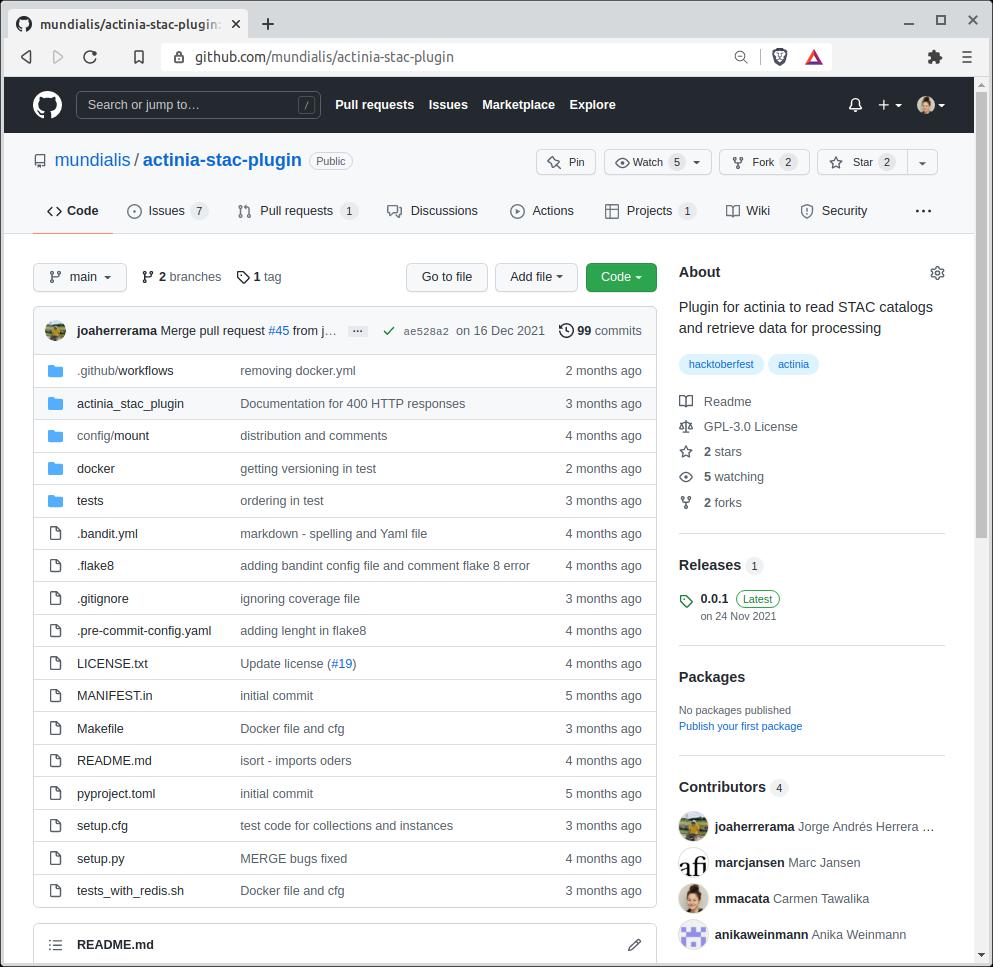 mundialis/actinia-stac-plugin:
github.com/mundialis/actinia-stac-plugin
Search or jump to…
/
Pull requests
Issues
Marketplace
Explore
mundialis / actinia-stac-plugin
Public
Pin
Watch 5
Fork 2
Star 2
Code
Issues 7
Pull requests 1
Discussions
Actions
Projects 1
Wiki
Security
main
2 branches
1 tag
Go to file
Add file
Code
joaherrerama Merge pull request #45 from j… ae528a2 on 16 Dec 2021 99 commits
.github/workflows removing docker.yml 2 months ago
actinia_stac_plugin Documentation for 400 HTTP responses 3 months ago
config/mount distribution and comments 4 months ago
docker getting versioning in test 2 months ago
tests ordering in test 3 months ago
.bandit.yml markdown - spelling and Yaml file 4 months ago
.flake8 adding bandint config file and comment flake 8 error 4 months ago
.gitignore ignoring coverage file 3 months ago
.pre-commit-config.yaml adding lenght in flake8 4 months ago
LICENSE.txt Update license (#19) 4 months ago
MANIFEST.in initial commit 5 months ago
Makefile Docker file and cfg 3 months ago
README.md isort - imports oders 4 months ago
pyproject.toml initial commit 5 months ago
setup.cfg test code for collections and instances 3 months ago
setup.py MERGE bugs fixed 4 months ago
tests_with_redis.sh Docker file and cfg 3 months ago
README.md
About
Plugin for actinia to read STAC catalogs
and retrieve data for processing
hacktoberfest actinia
Readme
GPL-3.0 License
2 stars
5 watching
2 forks
Releases 1
0.0.1 Latest
on 24 Nov 2021
Packages
No packages published
Publish your first package
Contributors 4
joaherrerama Jorge Andrés Herrera …
afi
marcjansen Marc Jansen
mmacata Carmen Tawalika
anikaweinmann Anika Weinmann